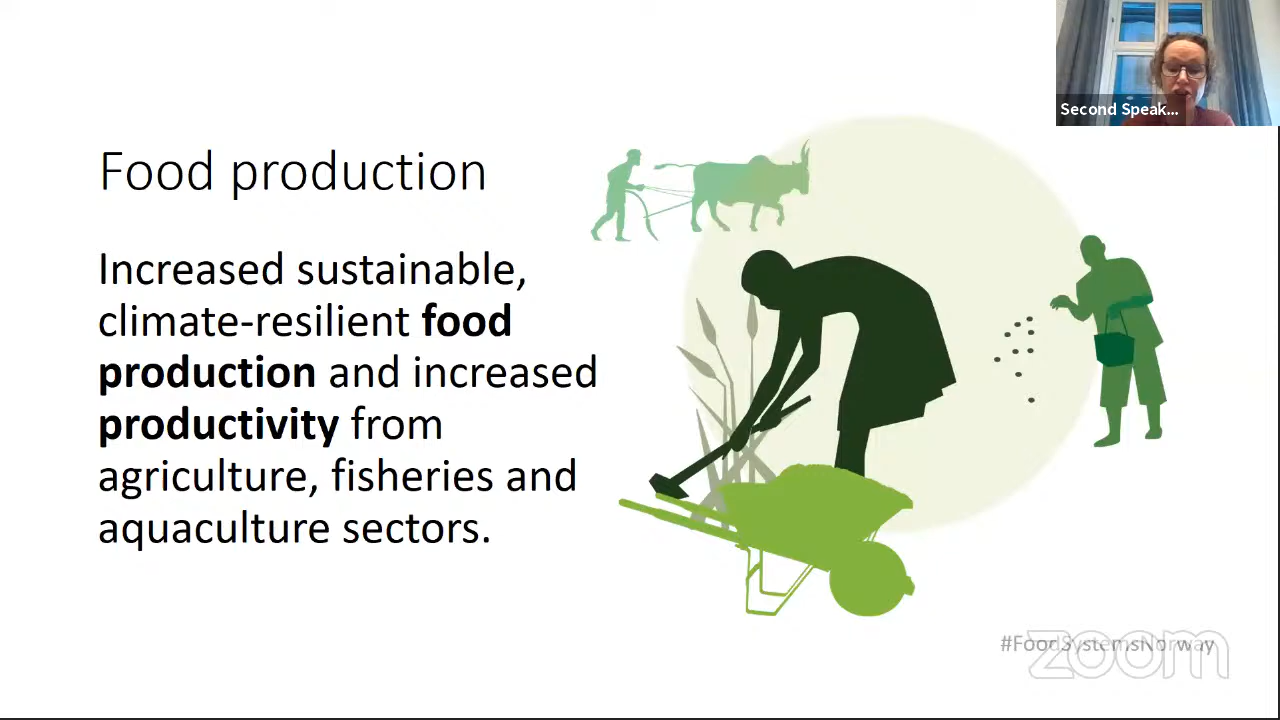 Second Speak...
Food production
Increased sustainable,
climate-resilient food
production and increased
productivity from
agriculture, fisheries and
aquaculture sectors.
#FoodSystemsNorway
zoom